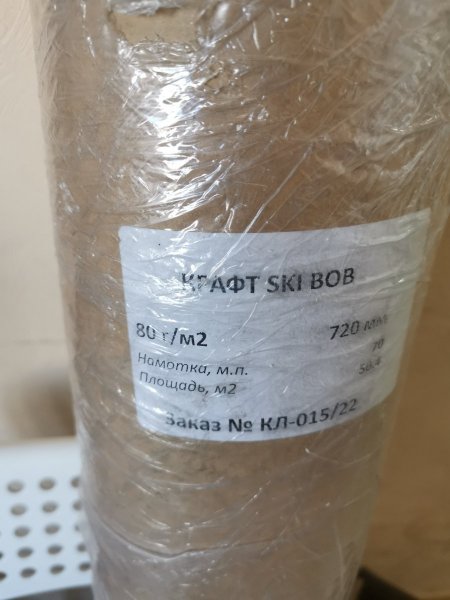 КРАФТ SKI BOB
80 г/м2 720 мм
Намотка, м.п. 70
Площадь, м2
Заказ № КЛ-015/22